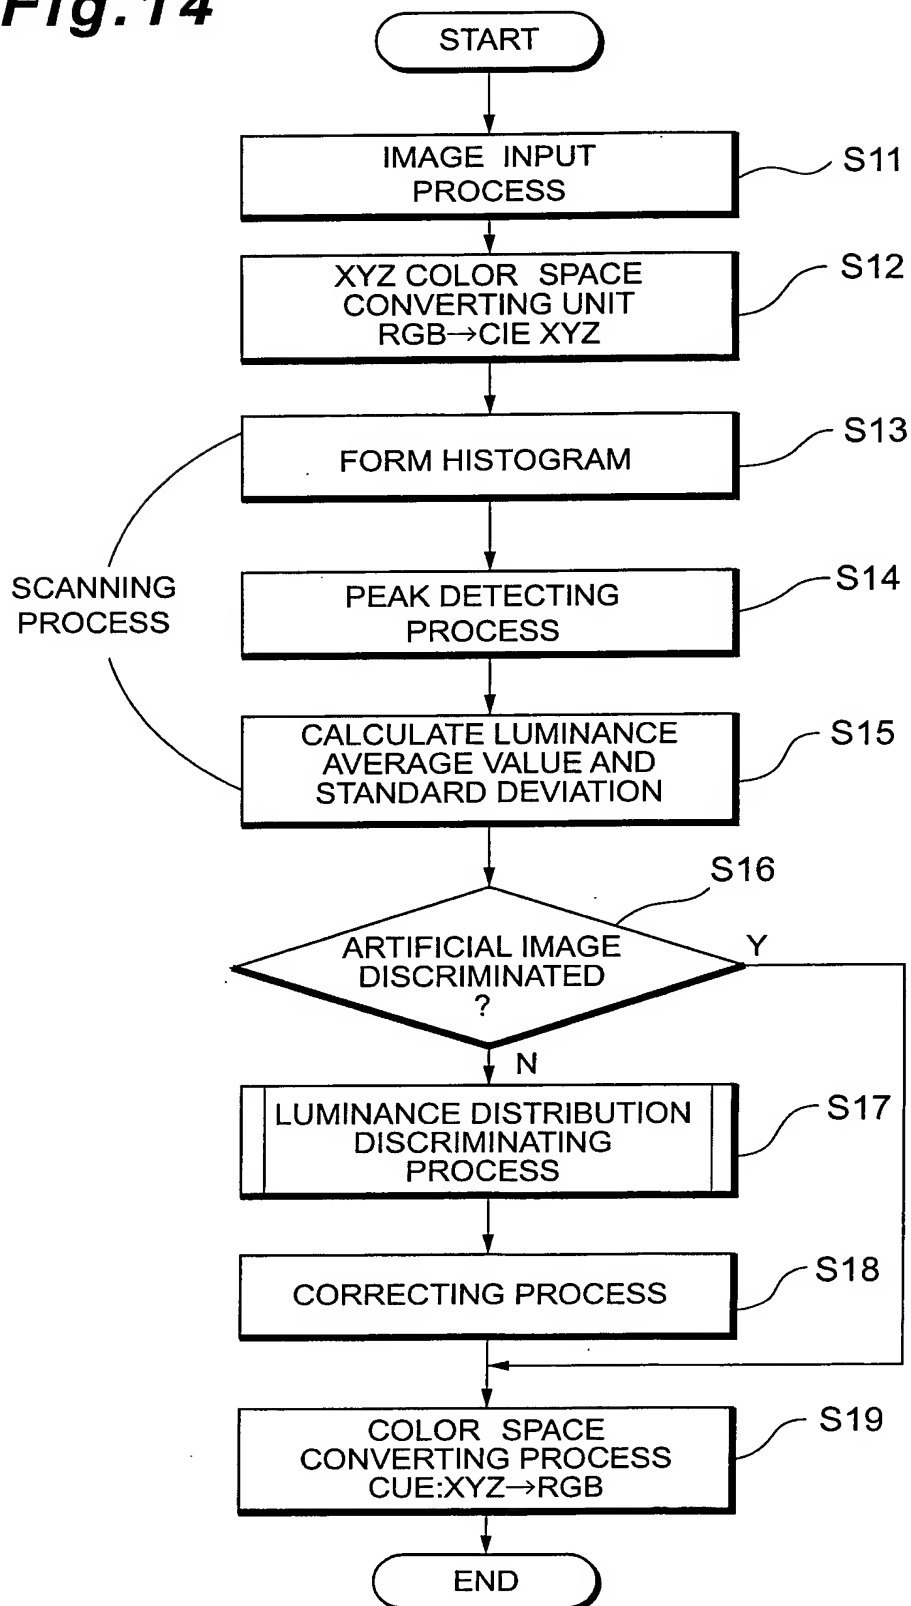 Fig.14
START
IMAGE INPUT
PROCESS
S11
XYZ COLOR SPACE
CONVERTING UNIT
RGB→CIE XYZ
S12
FORM HISTOGRAM
S13
SCANNING
PROCESS
PEAK DETECTING
PROCESS
S14
CALCULATE LUMINANCE
AVERAGE VALUE AND
STANDARD DEVIATION
S15
S16
ARTIFICIAL IMAGE
DISCRIMINATED
?
Y
N
LUMINANCE DISTRIBUTION
DISCRIMINATING
PROCESS
S17
CORRECTING PROCESS
S18
COLOR SPACE
CONVERTING PROCESS
CUE:XYZ→RGB
S19
END